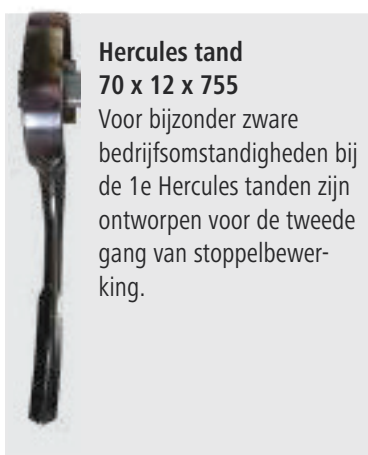 Hercules tand
70 x 12 x 755
Voor bijzonder zware
bedrijfsomstandigheden bij
de 1e Hercules tanden zijn
ontworpen voor de tweede
gang van stoppelbewer-
king.